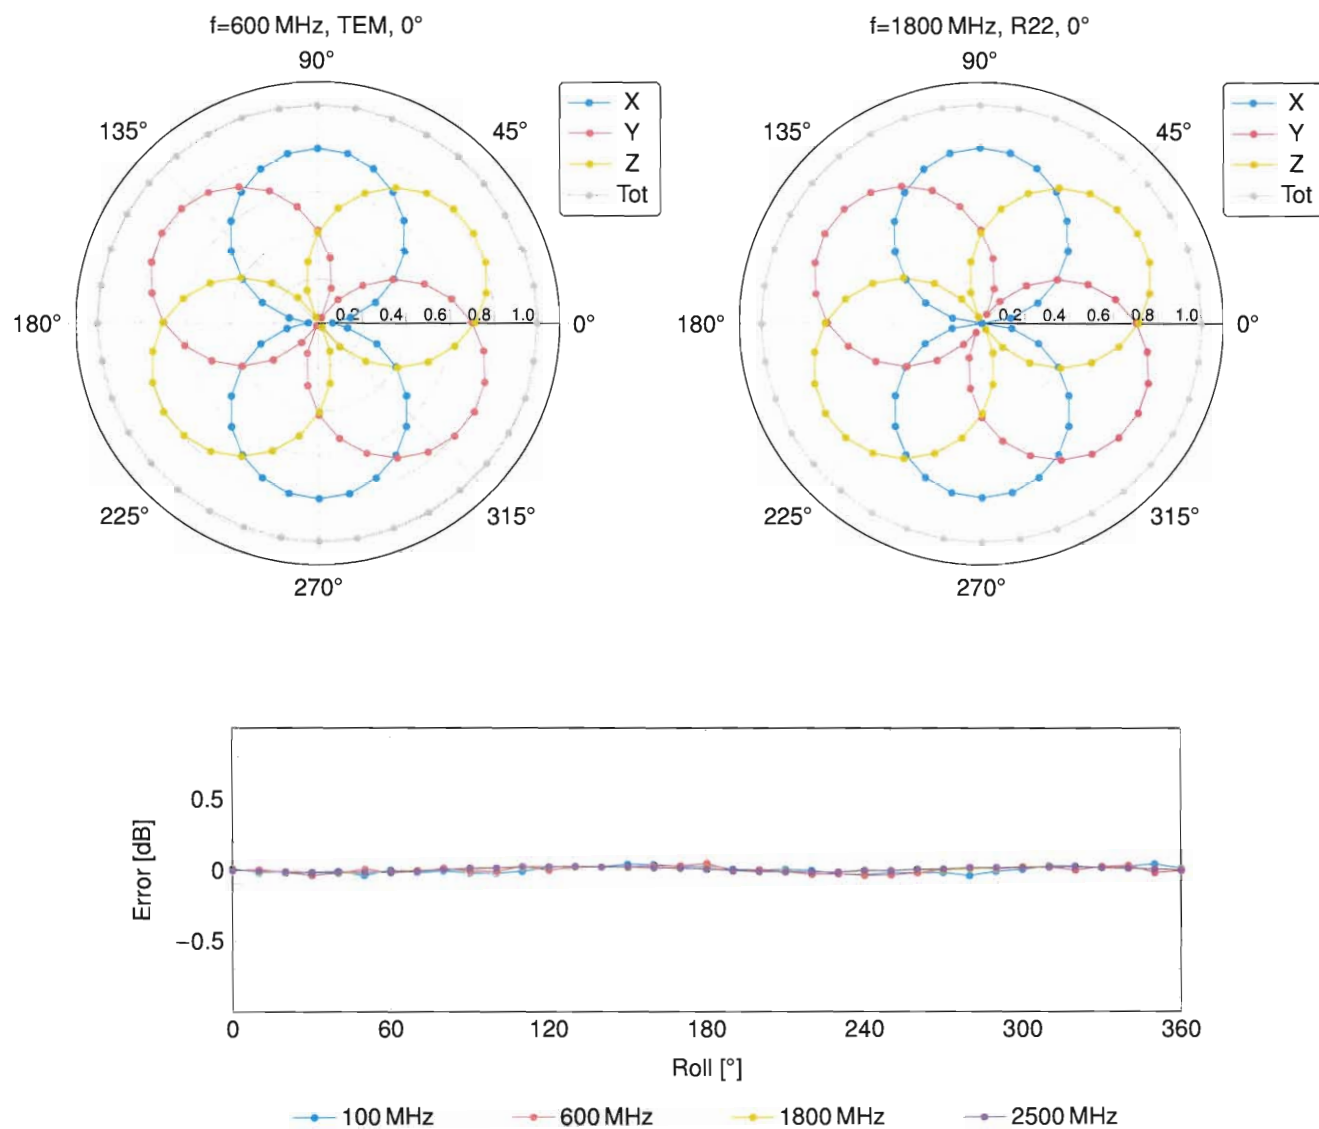 f=600 MHz, TEM, 0°
90°
135°
45°
180°
0.2 0.4 0.6 0.8 1.0
0°
225°
315°
270°
X
Y
Z
Tot
f=1800 MHz, R22, 0°
90°
135°
45°
180°
0.2 0.4 0.6 0.8 1.0
0°
225°
315°
270°
X
Y
Z
Tot
0.5
0
−0.5
Error [dB]
0 60 120 180 240 300 360
Roll [°]
100 MHz 600 MHz 1800 MHz 2500 MHz